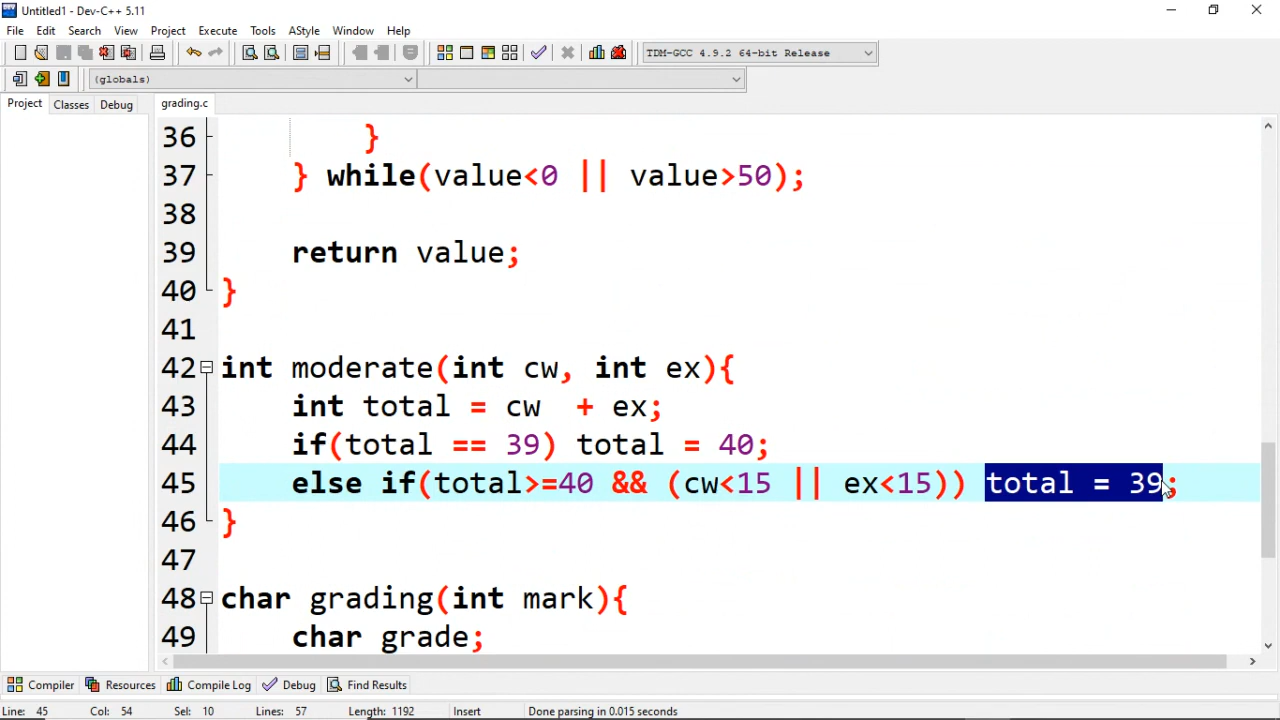 Untitled1 - Dev-C++ 5.11
File Edit Search View Project Execute Tools AStyle Window Help
TDM-GCC 4.9.2 64-bit Release
(globals)
Project Classes Debug grading.c
36 }
37 } while(value<0 || value>50);
38
39 return value;
40 }
41
42 int moderate(int cw, int ex){
43 int total = cw  + ex;
44 if(total == 39) total = 40;
45 else if(total>=40 && (cw<15 || ex<15)) total = 39;
46 }
47
48 char grading(int mark){
49 char grade;
Compiler Resources Compile Log Debug Find Results
Line: 45 Col: 54 Sel: 10 Lines: 57 Length: 1192 Insert Done parsing in 0.015 seconds